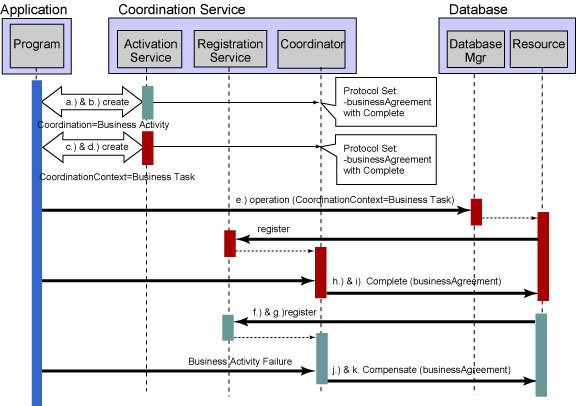 Application
Coordination Service
Database
Program
Activation
Service
Registration
Service
Coordinator
Database
Mgr
Resource
a.) & b.) create
Coordination=Business Activity
Protocol Set:
-businessAgreement
with Complete
c.) & d.) create
CoordinationContext=Business Task
Protocol Set:
-businessAgreement
with Complete
e.) operation (CoordinationContext=Business Task)
register
h.) & i). Complete (businessAgreement)
f.) & g.)register
Business Activity Failure
j.) & k. Compensate (businessAgreement)